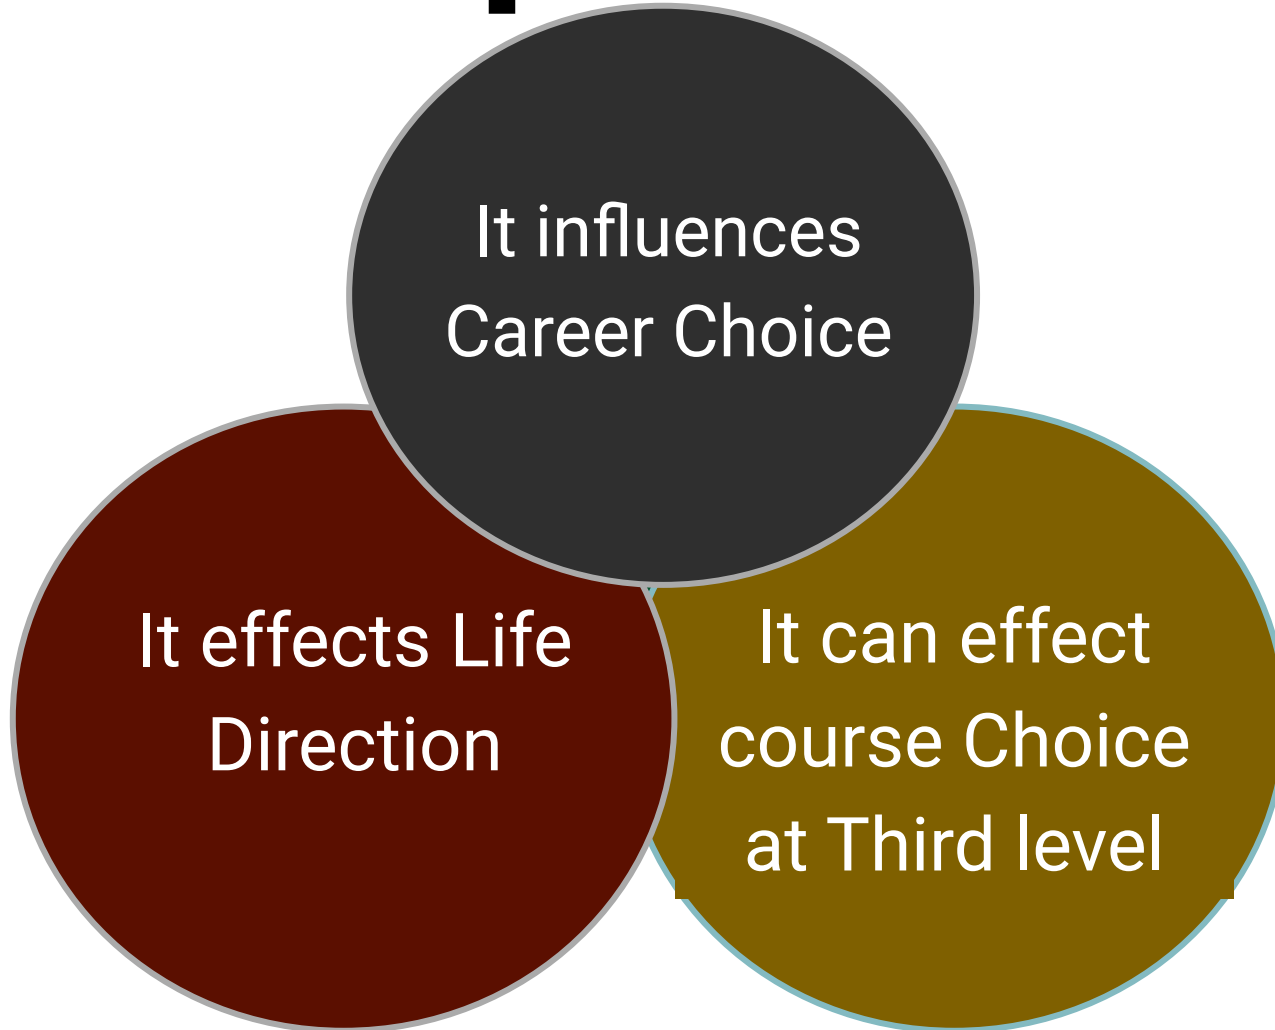 It influences
Career Choice
It effects Life
Direction
It can effect
course Choice
at Third level